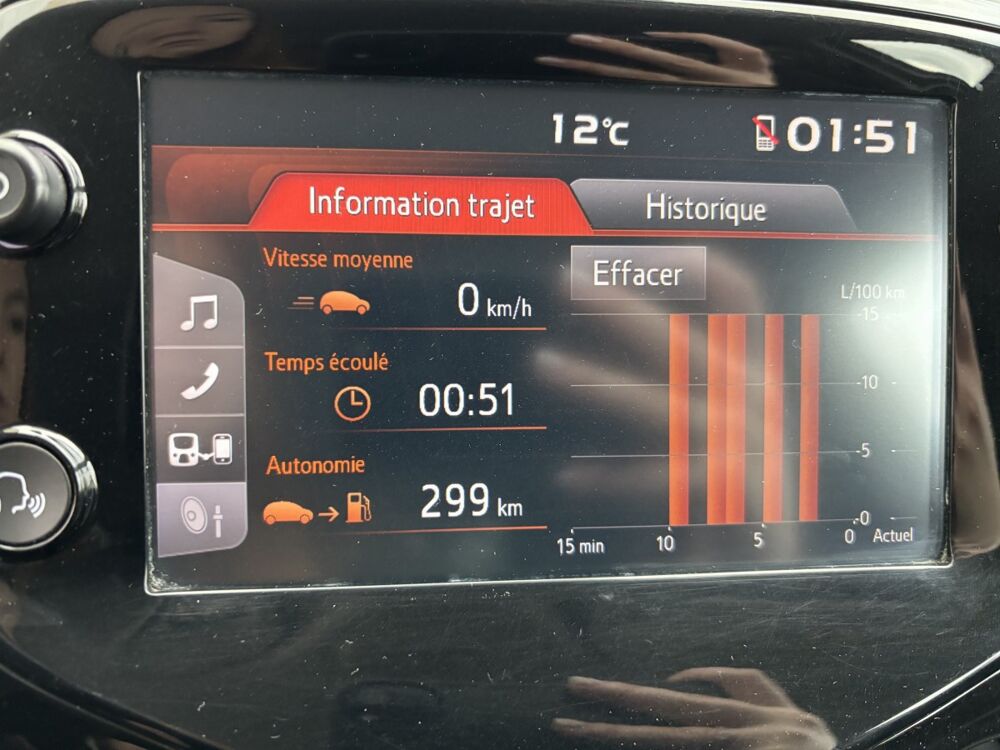 12°C 01:51
Information trajet Historique
Vitesse moyenne
0 km/h
Effacer
L/100 km
15
10
5
0
Temps écoulé
00:51
Autonomie
299 km
15 min 10 5 0 Actuel